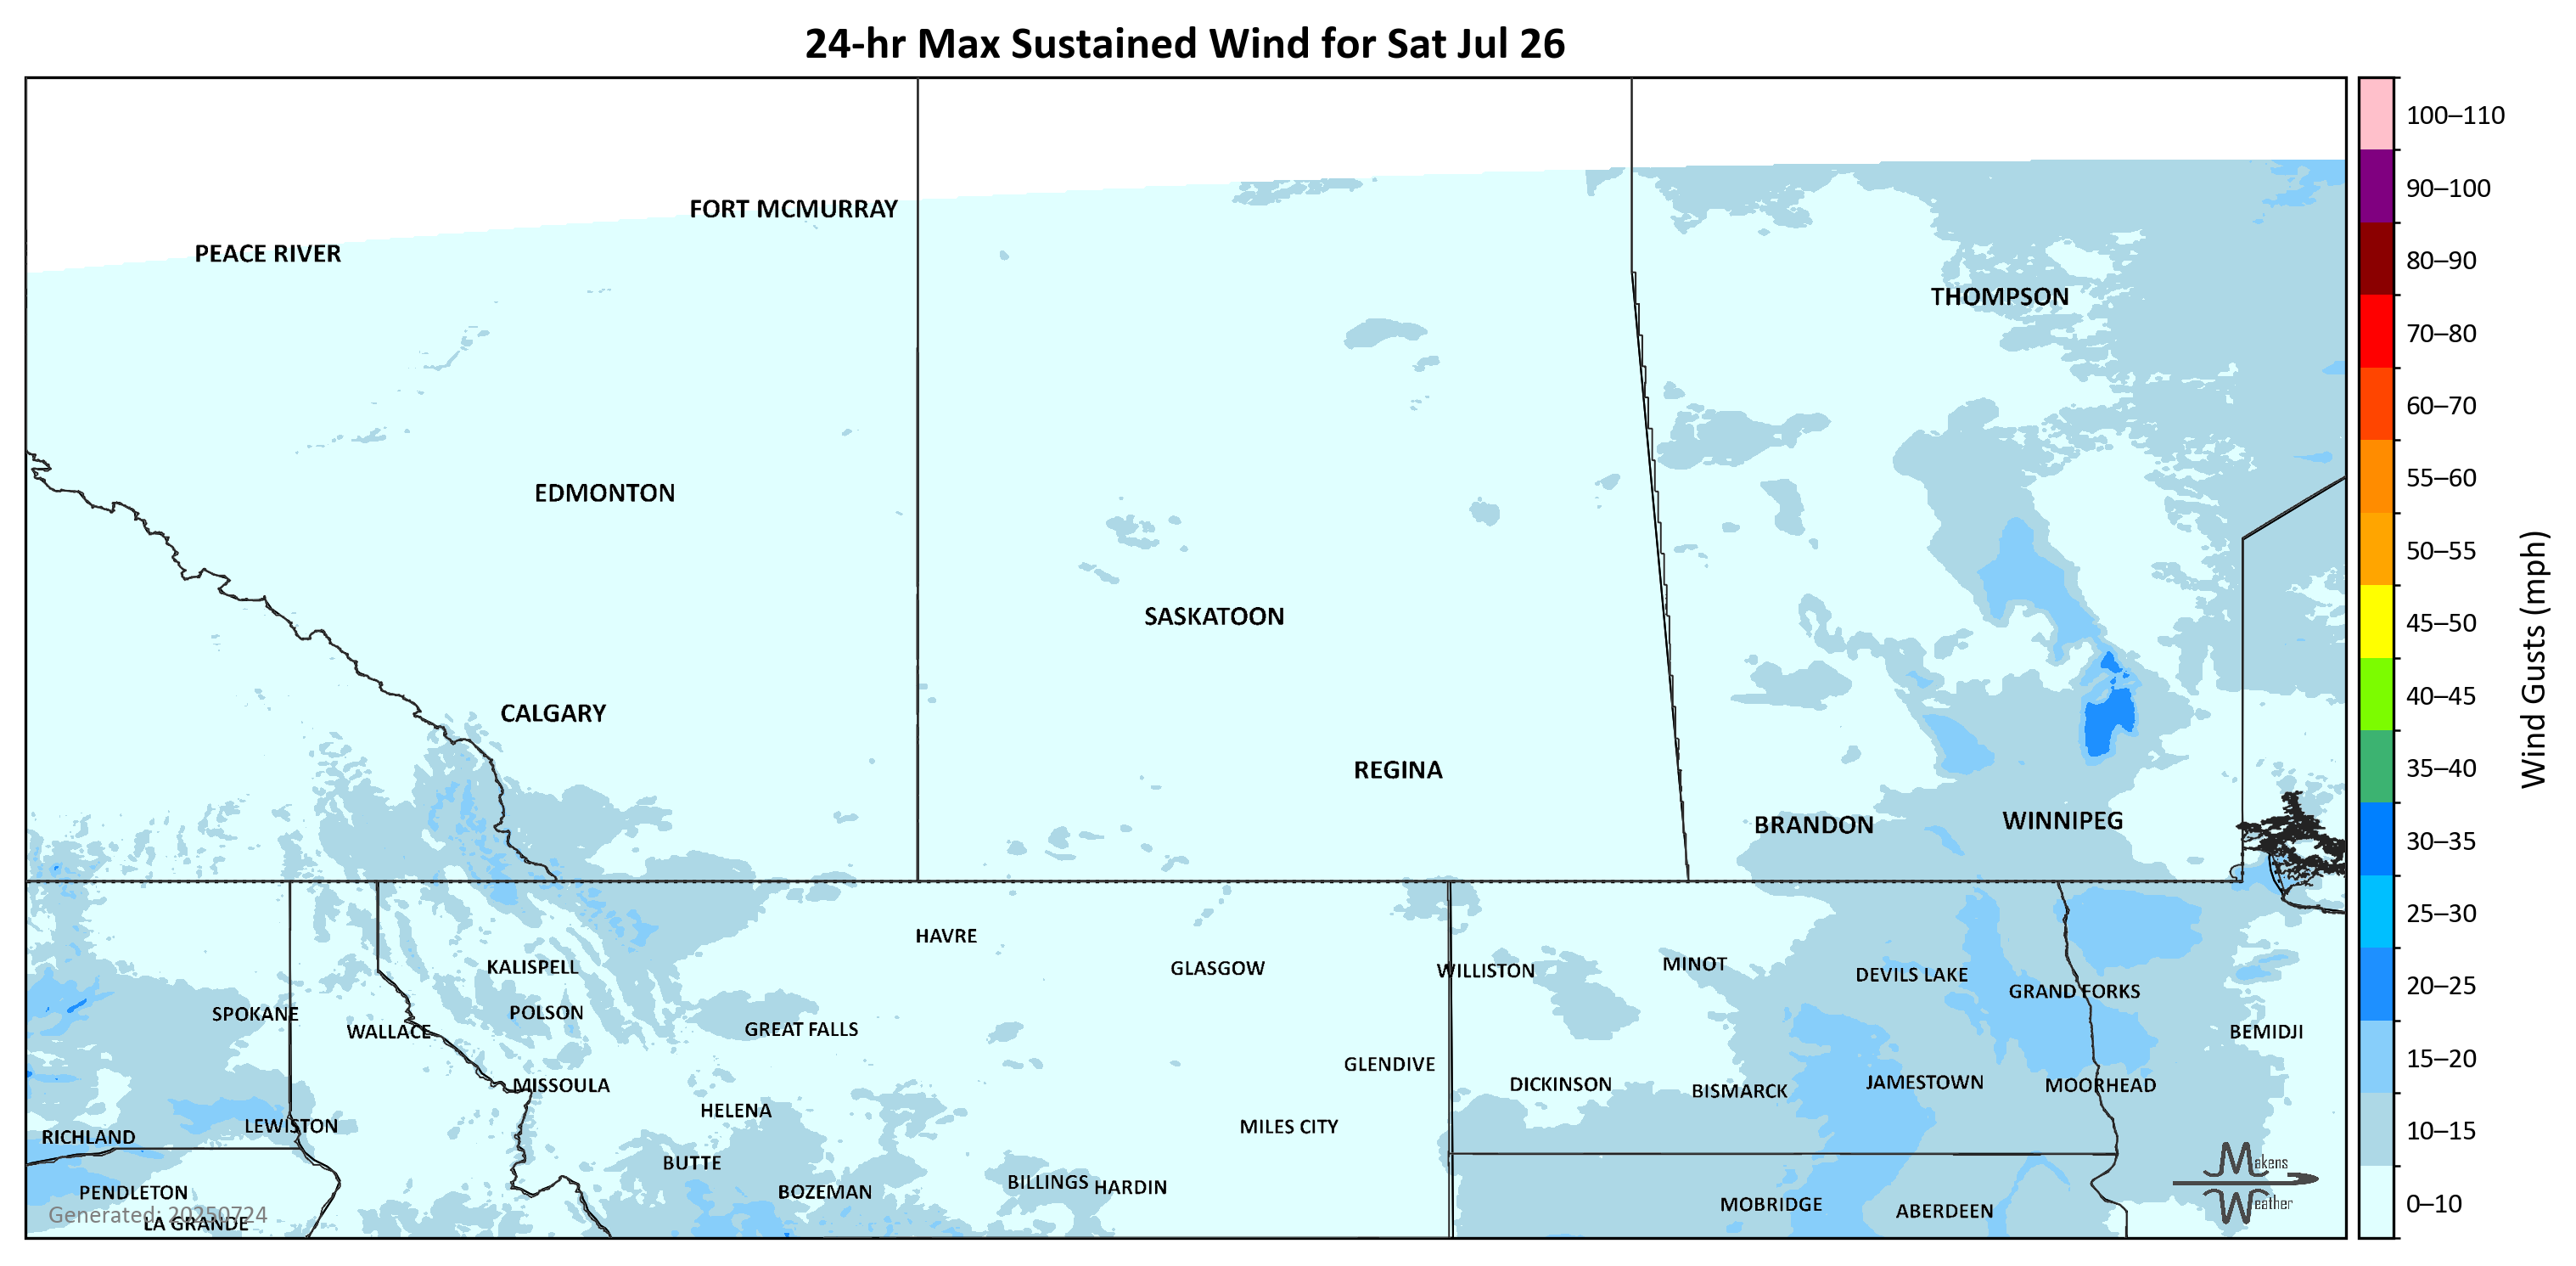 24-hr Max Sustained Wind for Sat Jul 26
100–110
90–100
FORT MCMURRAY
PEACE RIVER
80–90
THOMPSON
70–80
60–70
55–60
EDMONTON
50–55
SASKATOON
45–50
Wind Gusts (mph)
40–45
CALGARY
REGINA
35–40
BRANDON
WINNIPEG
30–35
25–30
HAVRE
KALISPELL
GLASGOW
WILLISTON
MINOT
DEVILS LAKE
20–25
GRAND FORKS
SPOKANE
POLSON
WALLACE
GREAT FALLS
BEMIDJI
15–20
GLENDIVE
MISSOULA
DICKINSON
BISMARCK
JAMESTOWN
MOORHEAD
HELENA
LEWISTON
MILES CITY
10–15
RICHLAND
BUTTE
Makens
PENDLETON
BOZEMAN
BILLINGS
HARDIN
MOBRIDGE
ABERDEEN
Weather
0–10
Generated: 20250724
LA GRANDE